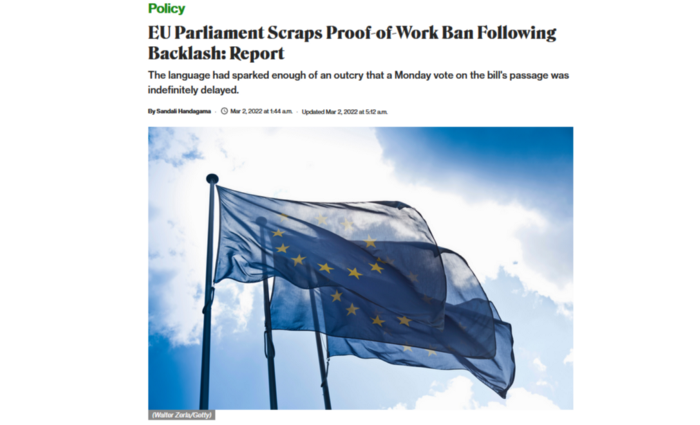 Policy
EU Parliament Scraps Proof-of-Work Ban Following
Backlash: Report
The language had sparked enough of an outcry that a Monday vote on the bill's passage was
indefinitely delayed.
By Sandali Handagama · Mar 2, 2022 at 1:44 a.m. · Updated Mar 2, 2022 at 5:12 a.m.
(Walter Zerla/Getty)